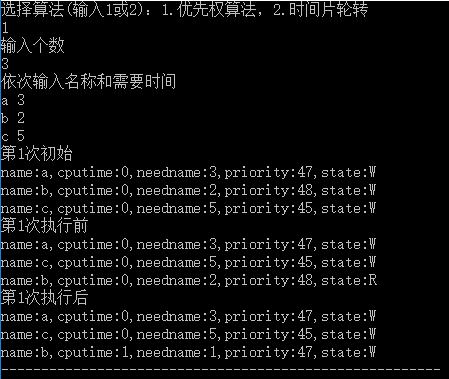 选择算法(输入1或2): 1.优先权算法, 2.时间片轮转
1
输入个数
3
依次输入名称和需要时间
a 3
b 2
c 5
第1次初始
name:a,cputime:0,needname:3,priority:47,state:W
name:b,cputime:0,needname:2,priority:48,state:W
name:c,cputime:0,needname:5,priority:45,state:W
第1次执行前
name:a,cputime:0,needname:3,priority:47,state:W
name:c,cputime:0,needname:5,priority:45,state:W
name:b,cputime:0,needname:2,priority:48,state:R
第1次执行后
name:a,cputime:0,needname:3,priority:47,state:W
name:c,cputime:0,needname:5,priority:45,state:W
name:b,cputime:1,needname:1,priority:47,state:W
-------------------------------------------------------